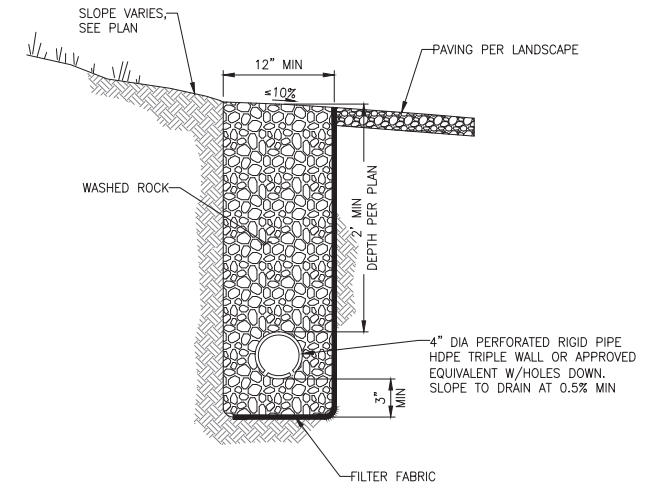 SLOPE VARIES,
SEE PLAN
12" MIN
≤10%
PAVING PER LANDSCAPE
WASHED ROCK
2' MIN
DEPTH PER PLAN
4" DIA PERFORATED RIGID PIPE
HDPE TRIPLE WALL OR APPROVED
EQUIVALENT W/HOLES DOWN.
SLOPE TO DRAIN AT 0.5% MIN
3"
MIN
FILTER FABRIC